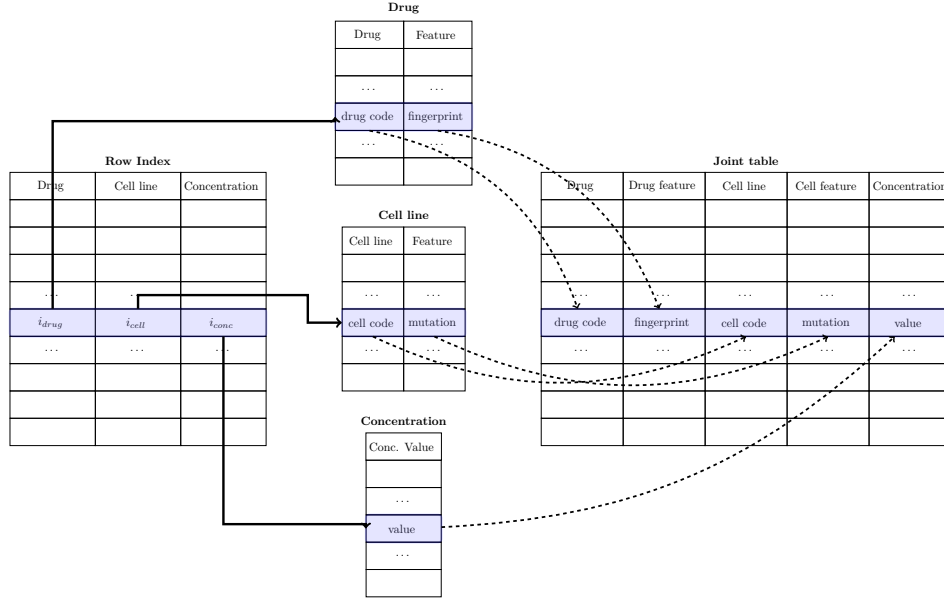 Drug
Drug Feature
... ...
drug code fingerprint
... ...
Row Index
Drug Cell line Concentration
... ...
i_drug i_cell i_conc
... ... ...
Cell line
Cell line Feature
... ...
cell code mutation
... ...
Concentration
Conc. Value
...
value
...
Joint table
Drug Drug feature Cell line Cell feature Concentration
... ... ... ... ...
drug code fingerprint cell code mutation value
... ... ... ... ...